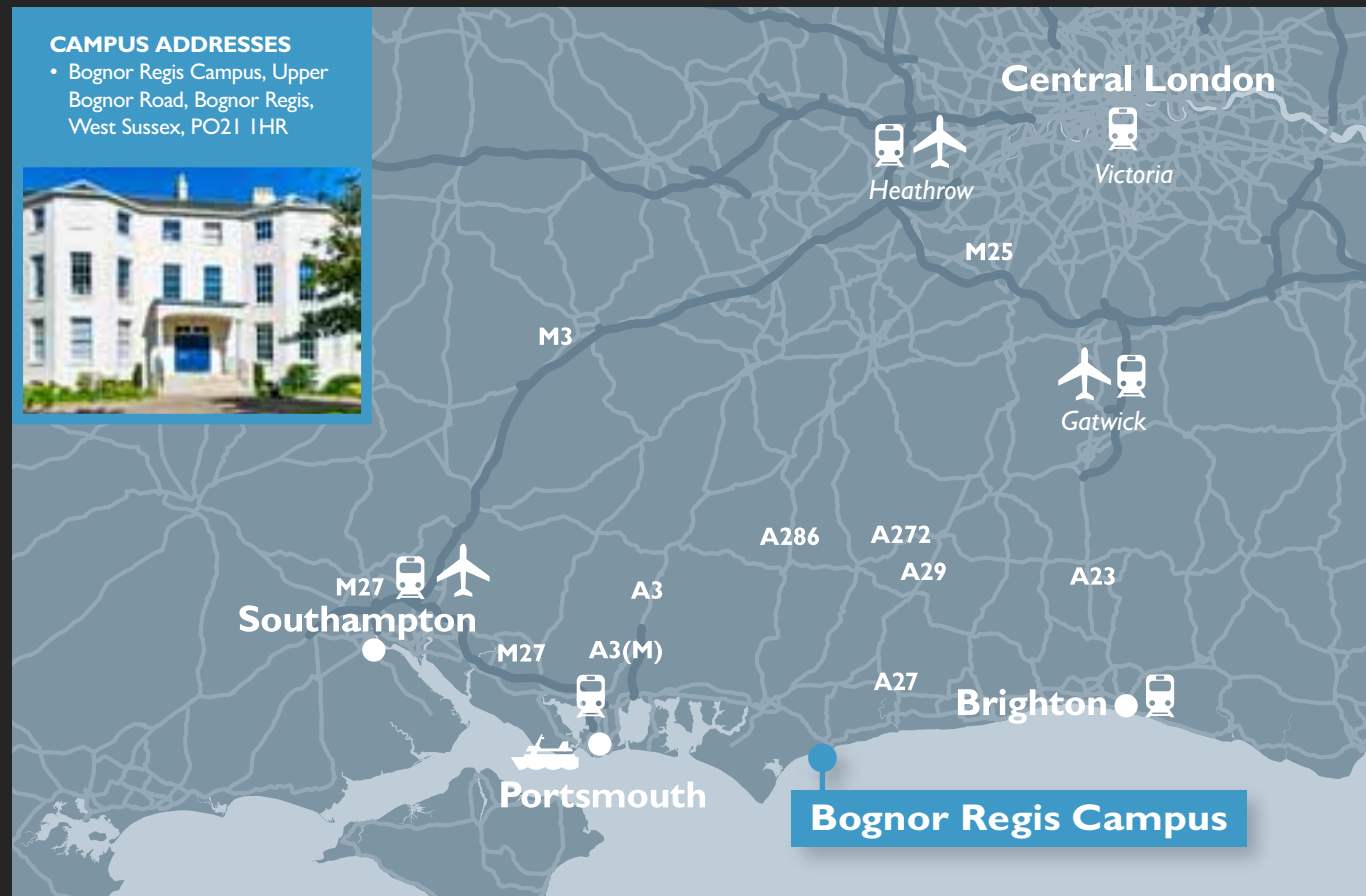 CAMPUS ADDRESSES
• Bognor Regis Campus, Upper
Bognor Road, Bognor Regis,
West Sussex, PO21 1HR
Central London
Victoria
Heathrow
M25
M3
Gatwick
A286
A272
A29
A23
M27
A3
Southampton
M27
A3(M)
A27
Brighton
Portsmouth
Bognor Regis Campus